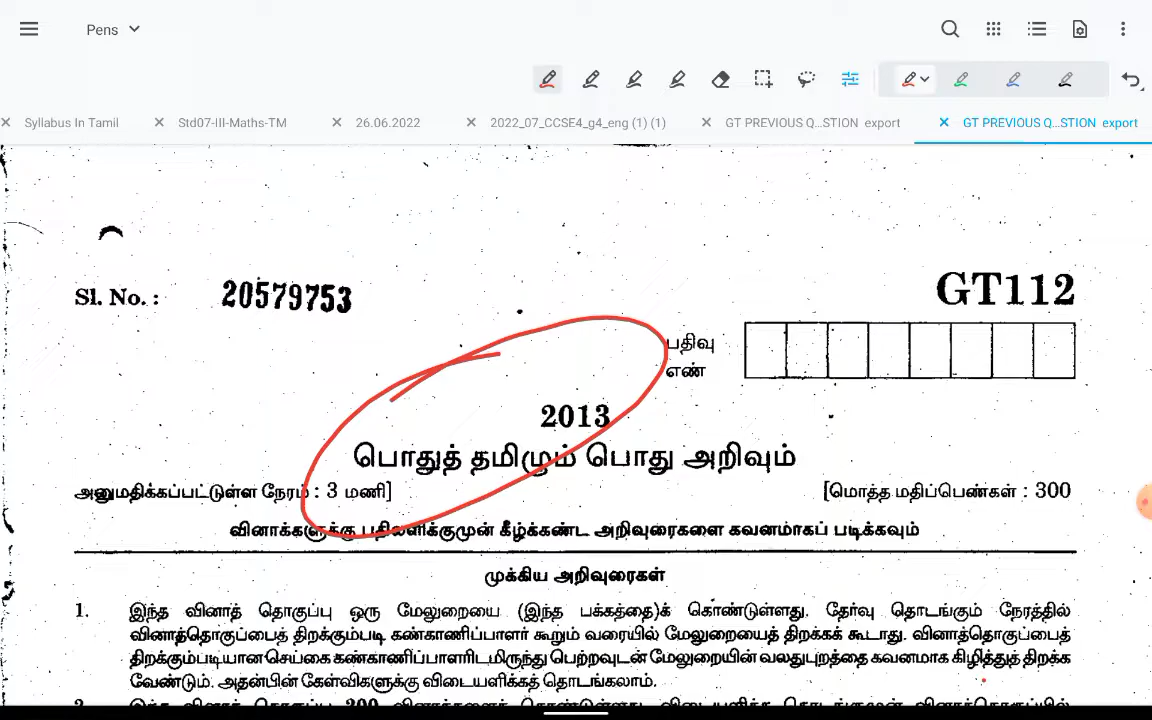 Pens
Syllabus In Tamil
Std07-III-Maths-TM
26.06.2022
2022_07_CCSE4_g4_eng (1) (1)
GT PREVIOUS Q...STION export
GT PREVIOUS Q...STION export
Sl. No. : 20579753
GT112
பதிவு
எண்
2013
பொதுத் தமிழும் பொது அறிவும்
அனுமதிக்கப்பட்டுள்ள நேரம் : 3 மணி] [மொத்த மதிப்பெண்கள் : 300
வினாக்களுக்கு பதிலளிக்குமுன் கீழ்க்கண்ட அறிவுரைகளை கவனமாகப் படிக்கவும்
முக்கிய அறிவுரைகள்
1. இந்த வினாத் தொகுப்பு ஒரு மேலுறையை (இந்த பக்கத்தை)க் கொண்டுள்ளது. தேர்வு தொடங்கும் நேரத்தில்
வினாத்தொகுப்பைத் திறக்கும்படி கண்காணிப்பாளர் கூறும் வரையில் மேலுறையைத் திறக்கக் கூடாது. வினாத்தொகுப்பைத்
திறக்கும்படியான செய்கை கண்காணிப்பாளரிடமிருந்து பெற்றவுடன் மேலுறையின் வலதுபுறத்தை கவனமாக கிழித்துத் திறக்க
வேண்டும். அதன்பின் கேள்விகளுக்கு விடையளிக்கத் தொடங்கலாம்.